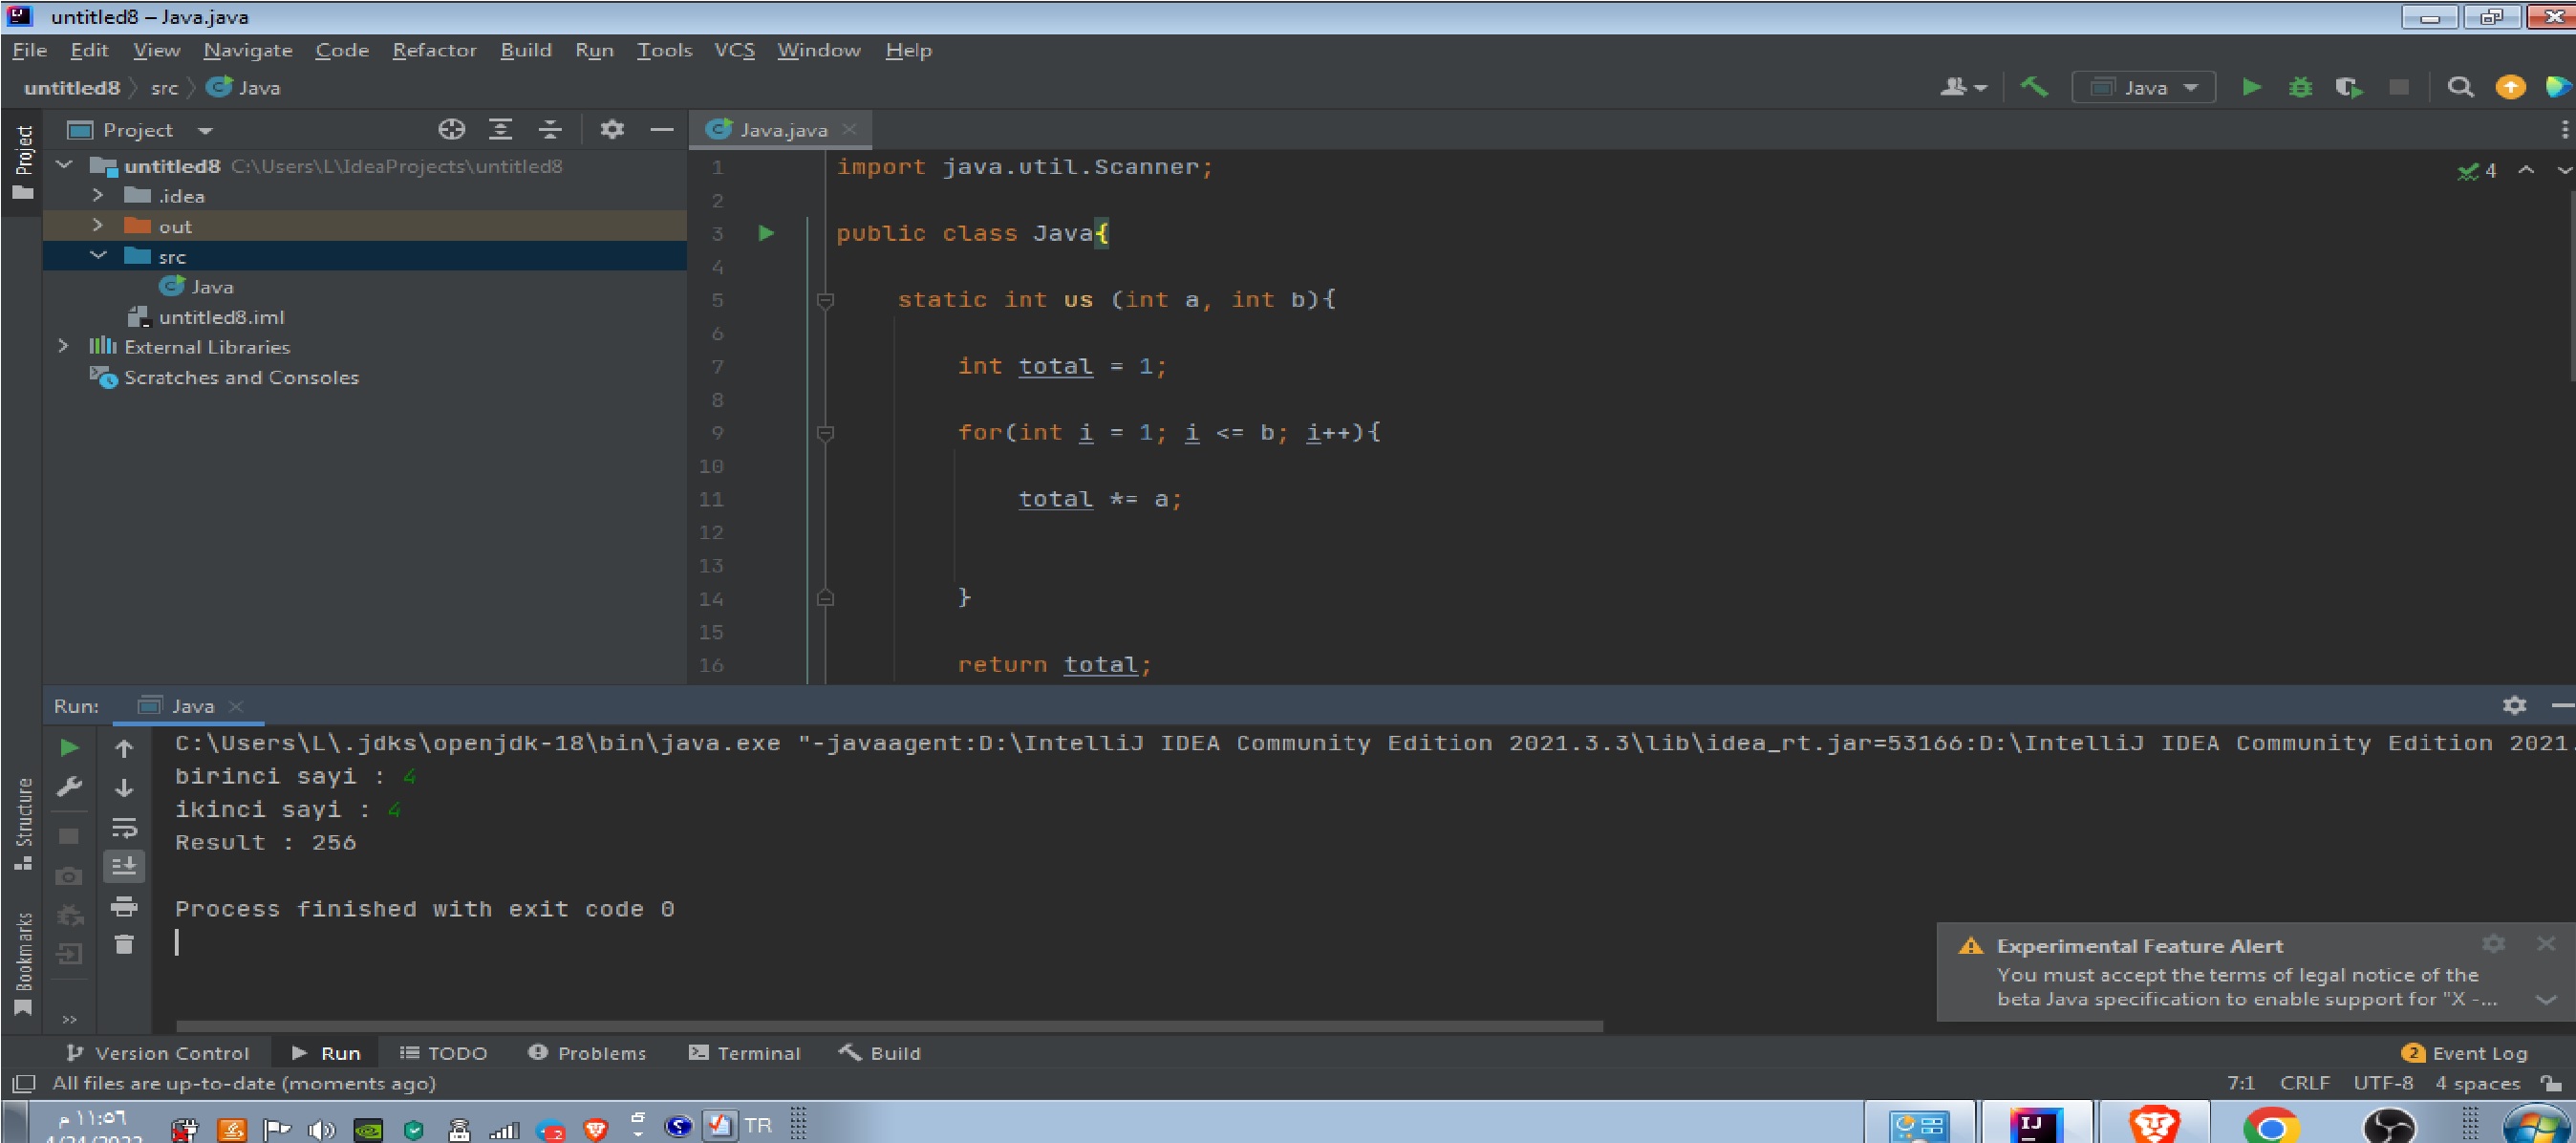 untitled8 – Java.java
File Edit View Navigate Code Refactor Build Run Tools VCS Window Help
untitled8 src Java
Java
Project
Project
untitled8 C:\Users\L\IdeaProjects\untitled8
.idea
out
src
Java
untitled8.iml
External Libraries
Scratches and Consoles
Java.java
4
1 import java.util.Scanner;
2
3 public class Java{
4
5 static int us (int a, int b){
6
7 int total = 1;
8
9 for(int i = 1; i <= b; i++){
10
11 total *= a;
12
13
14 }
15
16 return total;
Run: Java
C:\Users\L\.jdks\openjdk-18\bin\java.exe "-javaagent:D:\IntelliJ IDEA Community Edition 2021.3.3\lib\idea_rt.jar=53166:D:\IntelliJ IDEA Community Edition 2021.
birinci sayi : 4
ikinci sayi : 4
Result : 256
Process finished with exit code 0
Structure
Bookmarks
Experimental Feature Alert
You must accept the terms of legal notice of the
beta Java specification to enable support for "X -...
Version Control Run TODO Problems Terminal Build
2 Event Log
All files are up-to-date (moments ago)
7:1 CRLF UTF-8 4 spaces
١١:٥٦ م
TR